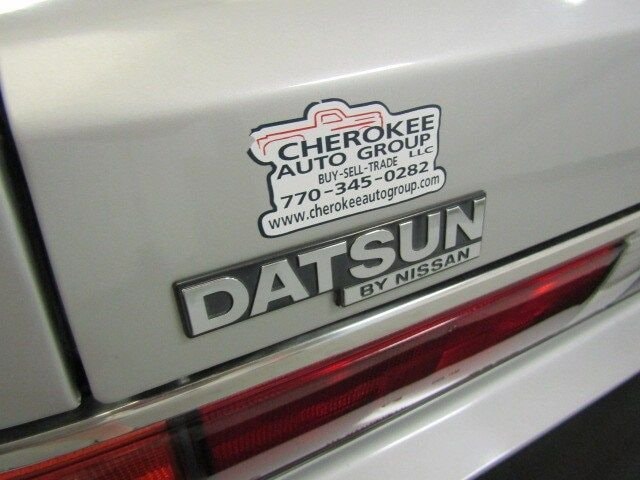 CHEROKEE
AUTO GROUP LLC
BUY-SELL-TRADE
770-345-0282
www.cherokeeautogroup.com
DATSUN
BY NISSAN